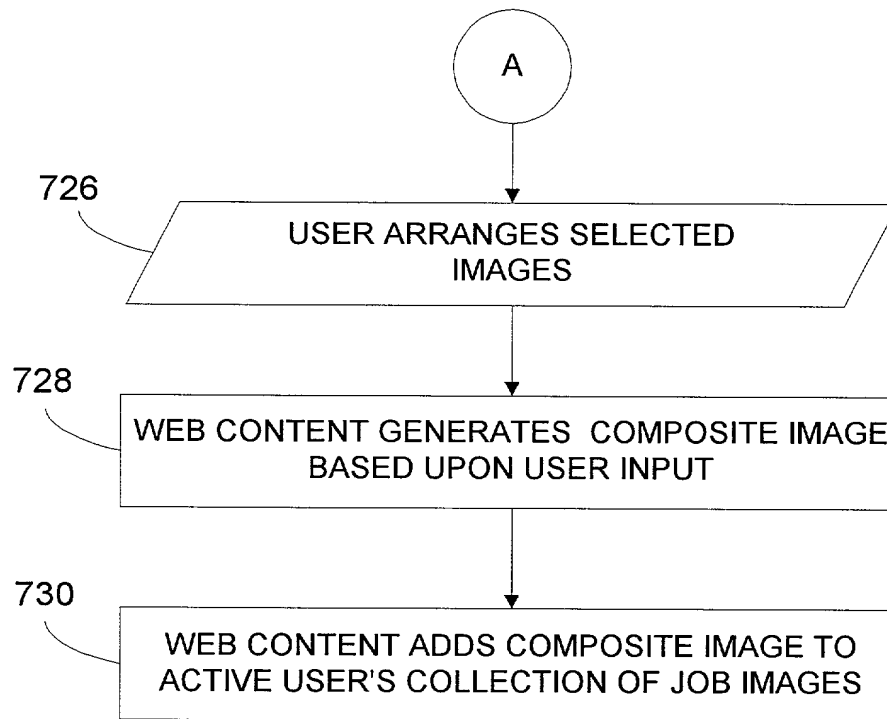 A
726
USER ARRANGES SELECTED
IMAGES
728
WEB CONTENT GENERATES COMPOSITE IMAGE
BASED UPON USER INPUT
730
WEB CONTENT ADDS COMPOSITE IMAGE TO
ACTIVE USER'S COLLECTION OF JOB IMAGES